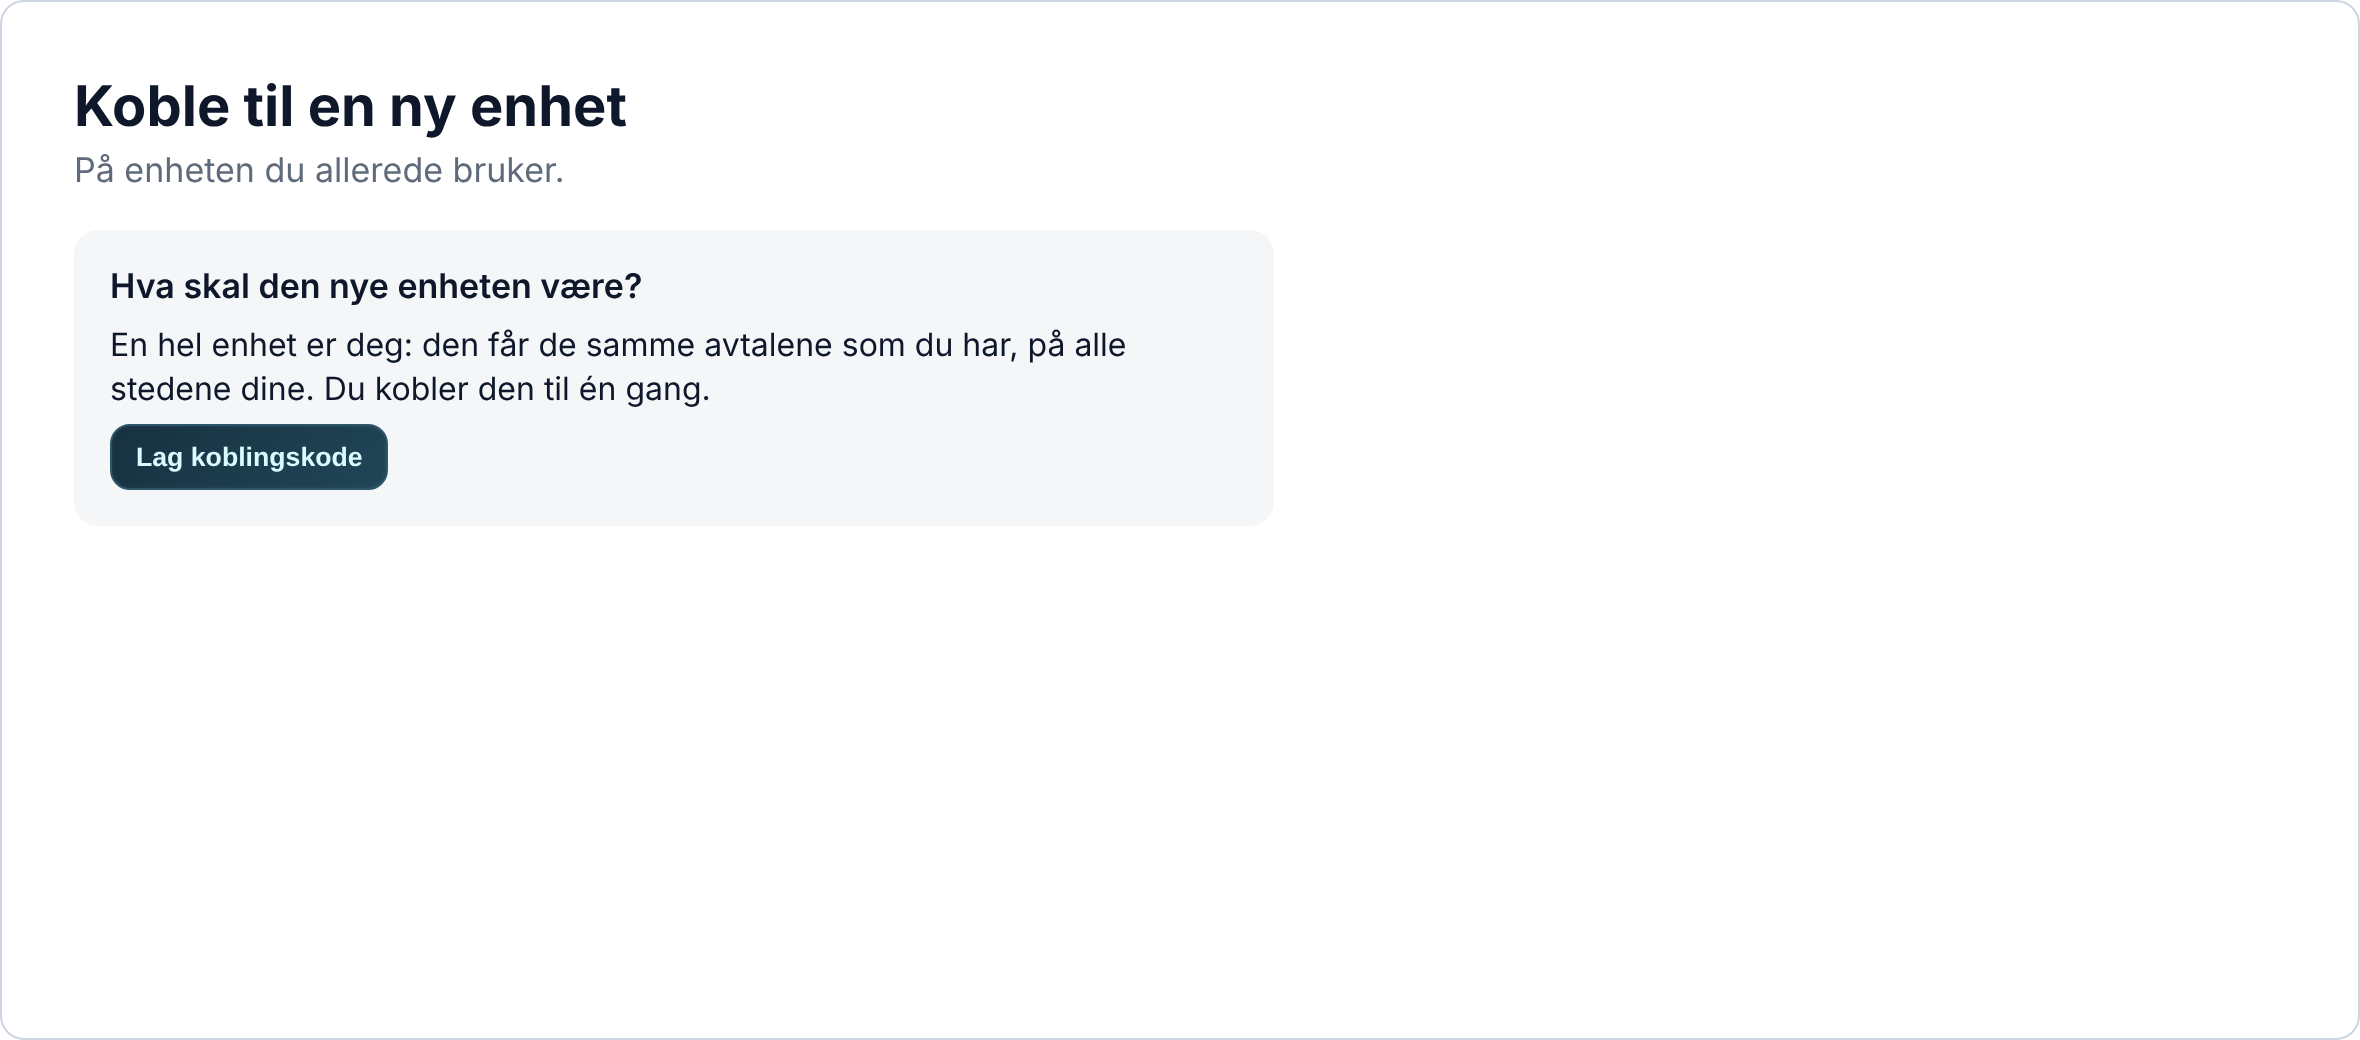 Koble til en ny enhet
På enheten du allerede bruker.
Hva skal den nye enheten være?
En hel enhet er deg: den får de samme avtalene som du har, på alle
stedene dine. Du kobler den til én gang.
Lag koblingskode